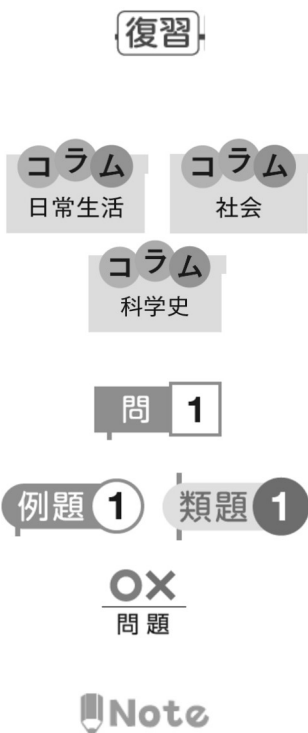 復習
コラム コラム
日常生活 社会
コラム
科学史
問 1
例題 1 類題 1
○×
問題
Note